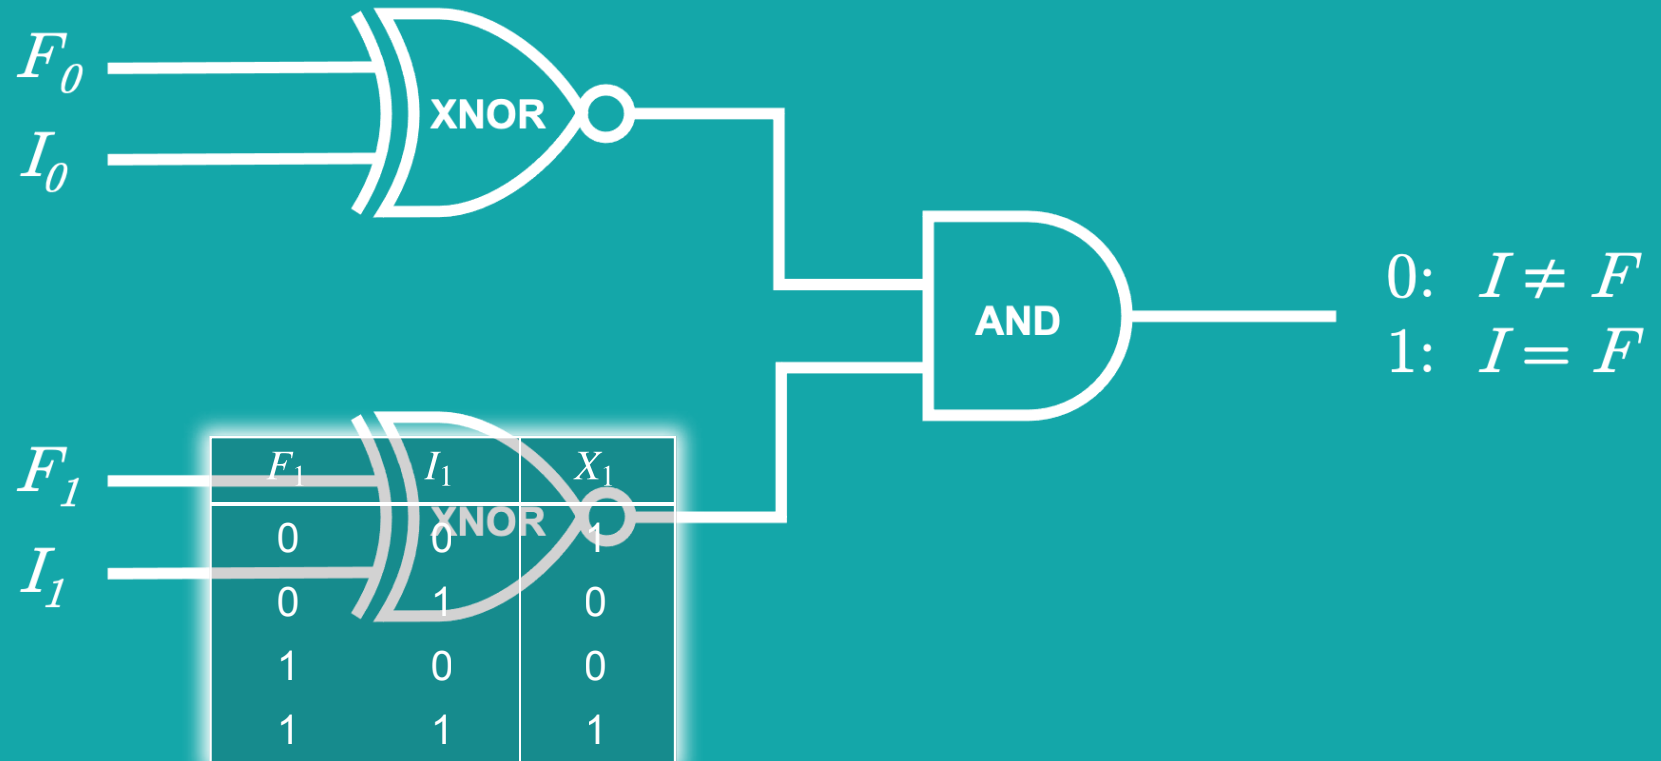 F₀
I₀
XNOR
AND
0: I ≠ F
1: I = F
F₁
I₁
XNOR
F₁ I₁ X₁
0 0 1
0 1 0
1 0 0
1 1 1